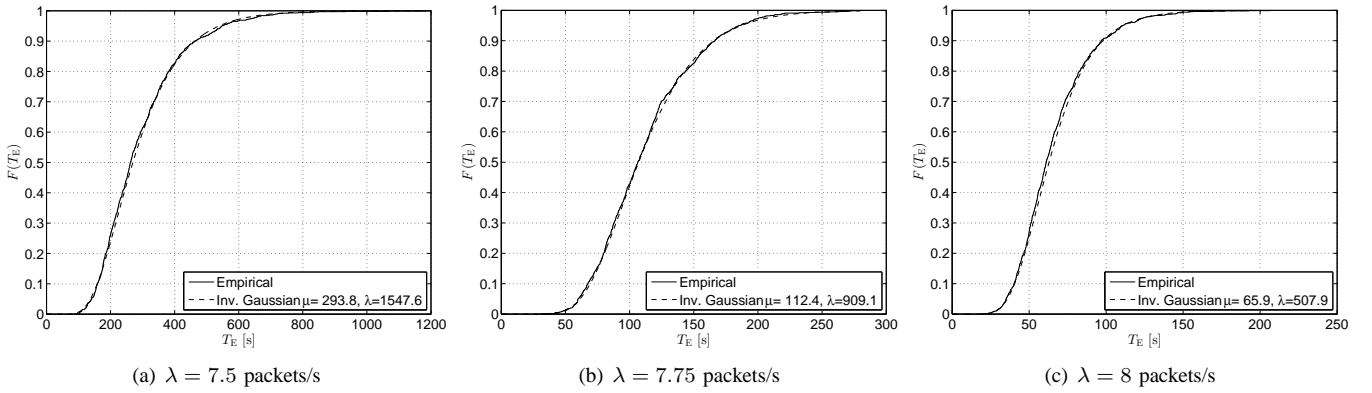 1
0.9
0.8
0.7
0.6
0.5
0.4
0.3
0.2
0.1
0
F(T_E)
0 200 400 600 800 1000 1200
T_E [s]
Empirical
Inv. Gaussian μ= 293.8, λ=1547.6
(a) λ = 7.5 packets/s
1
0.9
0.8
0.7
0.6
0.5
0.4
0.3
0.2
0.1
0
F(T_E)
0 50 100 150 200 250 300
T_E [s]
Empirical
Inv. Gaussian μ= 112.4, λ=909.1
(b) λ = 7.75 packets/s
1
0.9
0.8
0.7
0.6
0.5
0.4
0.3
0.2
0.1
0
F(T_E)
0 50 100 150 200 250
T_E [s]
Empirical
Inv. Gaussian μ= 65.9, λ=507.9
(c) λ = 8 packets/s